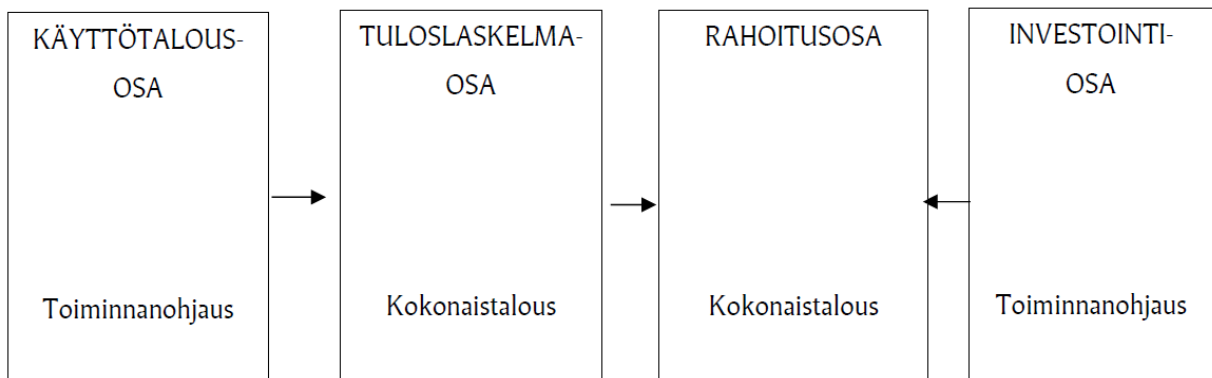 KÄYTTÖTALOUS-
OSA
Toiminnanohjaus
TULOSLASKELMA-
OSA
Kokonaistalous
RAHOITUSOSA
Kokonaistalous
INVESTOINTI-
OSA
Toiminnanohjaus